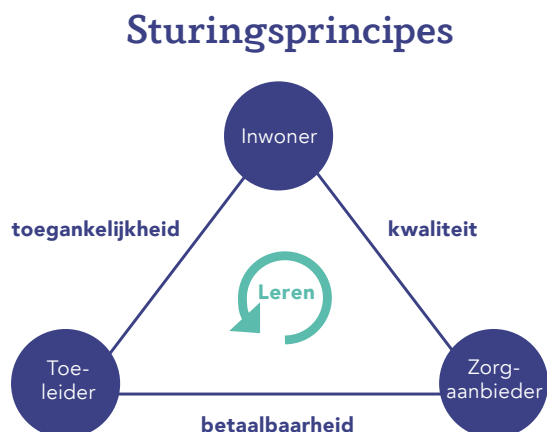 Sturingsprincipes
Inwoner
toegankelijkheid
kwaliteit
Leren
Toe-
leider
Zorg-
aanbieder
betaalbaarheid